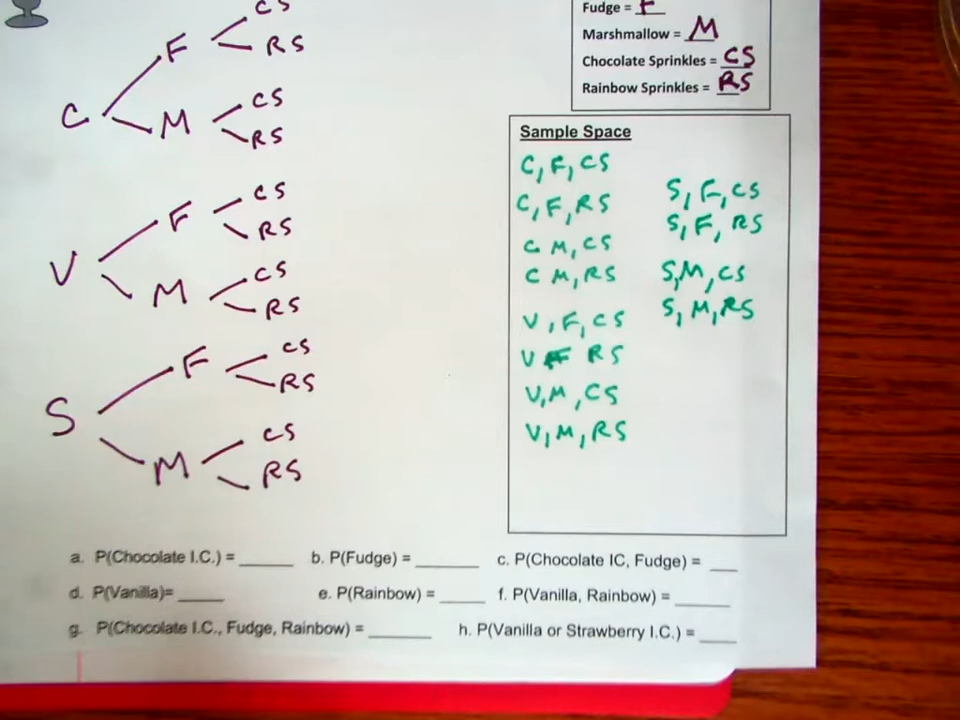 CS
F
RS
C
CS
M
RS
CS
F
RS
V
CS
M
RS
CS
F
RS
S
CS
M
RS
Fudge = F
Marshmallow = M
Chocolate Sprinkles = CS
Rainbow Sprinkles = RS
Sample Space
C, F, CS
C, F, RS
C M, CS
C M, RS
V, F, CS
V F RS
V, M, CS
V, M, RS
S, F, CS
S, F, RS
S, M, CS
S, M, RS
a. P(Chocolate I.C.) = ______ b. P(Fudge) = _______ c. P(Chocolate IC, Fudge) = ___
d. P(Vanilla)= _____ e. P(Rainbow) = _____ f. P(Vanilla, Rainbow) = ______
g. P(Chocolate I.C., Fudge, Rainbow) = _______ h. P(Vanilla or Strawberry I.C.) = ____